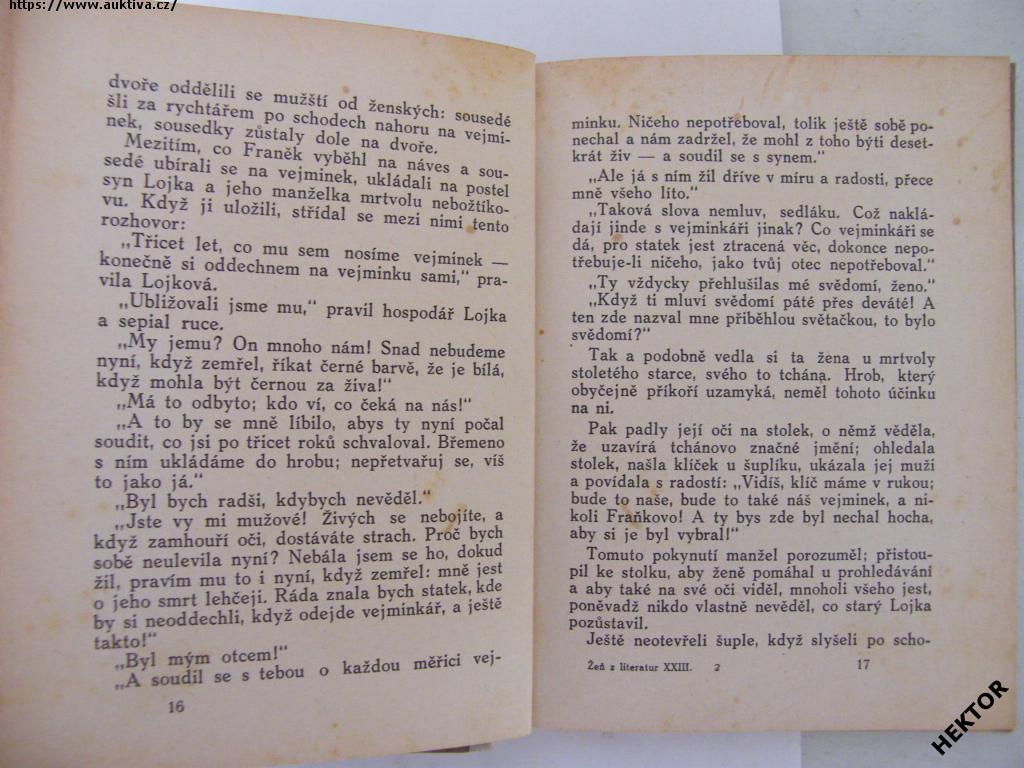 https://www.auktiva.cz/
dvoře oddělili se mužští od ženských: sousedé
šli za rychtářem po schodech nahoru na vejmi-
nek, sousedky zůstaly dole na dvoře.
Mezitím, co Franěk vyběhl na náves a sou-
sedé ubírali se na vejminek, ukládali na postel
syn Lojka a jeho manželka mrtvolu nebožtíko-
vu. Když ji uložili, střídal se mezi nimi tento
rozhovor:
„Třicet let, co mu sem nosíme vejminek —
konečně si oddechnem na vejminku sami,“ pra-
vila Lojková.
„Ubližovali jsme mu,“ pravil hospodář Lojka
a sepial ruce.
„My jemu? On mnoho nám! Snad nebudeme
nyní, když zemřel, říkat černé barvě, že je bílá,
když mohla být černou za živa!“
„Má to odbyto; kdo ví, co čeká na nás!“
„A to by se mně líbilo, abys ty nyní počal
soudit, co jsi po třicet roků schvaloval. Břemeno
s ním ukládáme do hrobu; nepřetvařuj se, víš
to jako já.“
„Byl bych radši, kdybych nevěděl.“
„Jste vy mi mužové! Živých se nebojíte, a
když zamhouří oči, dostáváte strach. Proč bych
sobě neulevila nyní? Nebála jsem se ho, dokud
žil, pravím mu to i nyní, když zemřel: mně jest
o jeho smrt lehčeji. Ráda znala bych statek, kde
by si neoddechli, když odejde vejminkář, a ještě
takto!“
„Byl mým otcem!“
„A soudil se s tebou o každou měřici vej-
16
minku. Ničeho nepotřeboval, tolik ještě sobě po-
nechal a nám zadržel, že mohl z toho býti deset-
krát živ — a soudil se s synem.“
„Ale já s ním žil dříve v míru a radosti, přece
mně všeho líto.“
„Taková slova nemluv, sedláku. Což naklá-
dají jinde s vejminkáři jinak? Co vejminkáři se
dá, pro statek jest ztracená věc, dokonce nepo-
třebuje-li ničeho, jako tvůj otec nepotřeboval.“
„Ty vždycky přehlušilas mé svědomí, ženo.“
„Když ti mluví svědomí páté přes deváté! A
ten zde nazval mne přiběhlou světačkou, to bylo
svědomí?“
Tak a podobně vedla si ta žena u mrtvoly
stoletého starce, svého to tchána. Hrob, který
obyčejně příkoří uzamyká, neměl tohoto účinku
na ni.
Pak padly její oči na stolek, o němž věděla,
že uzavírá tchánovo značné jmění; ohledala
stolek, našla klíček u šuplíku, ukázala jej muži
a povídala s radostí: „Vidíš, klíč máme v rukou;
bude to naše, bude to také náš vejminek, a ni-
koli Fraňkovo! A ty bys zde byl nechal hocha,
aby si je byl vybral!“
Tomuto pokynutí manžel porozuměl; přistou-
pil ke stolku, aby ženě pomáhal u prohledávání
a aby také na své oči viděl, mnoholi všeho jest,
poněvadž nikdo vlastně nevěděl, co starý Lojka
pozůstavil.
Ještě neotevřeli šuple, když slyšeli po scho-
Žeň z literatur XXIII. 2
17
HEKTOR